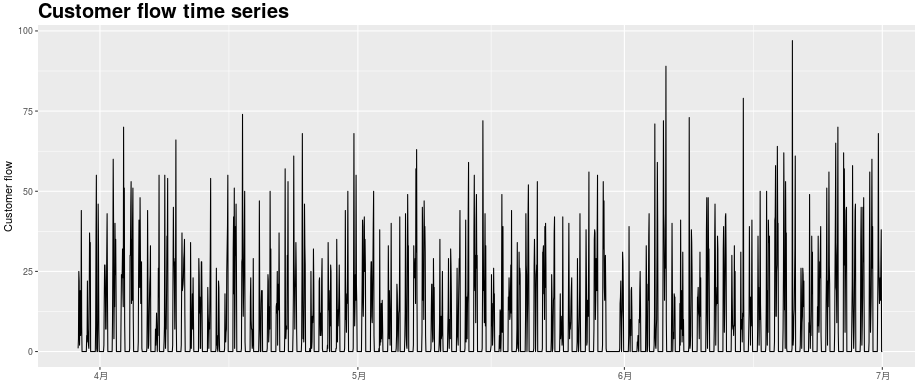 Customer flow time series
Customer flow
100
75
50
25
0
4月
5月
6月
7月